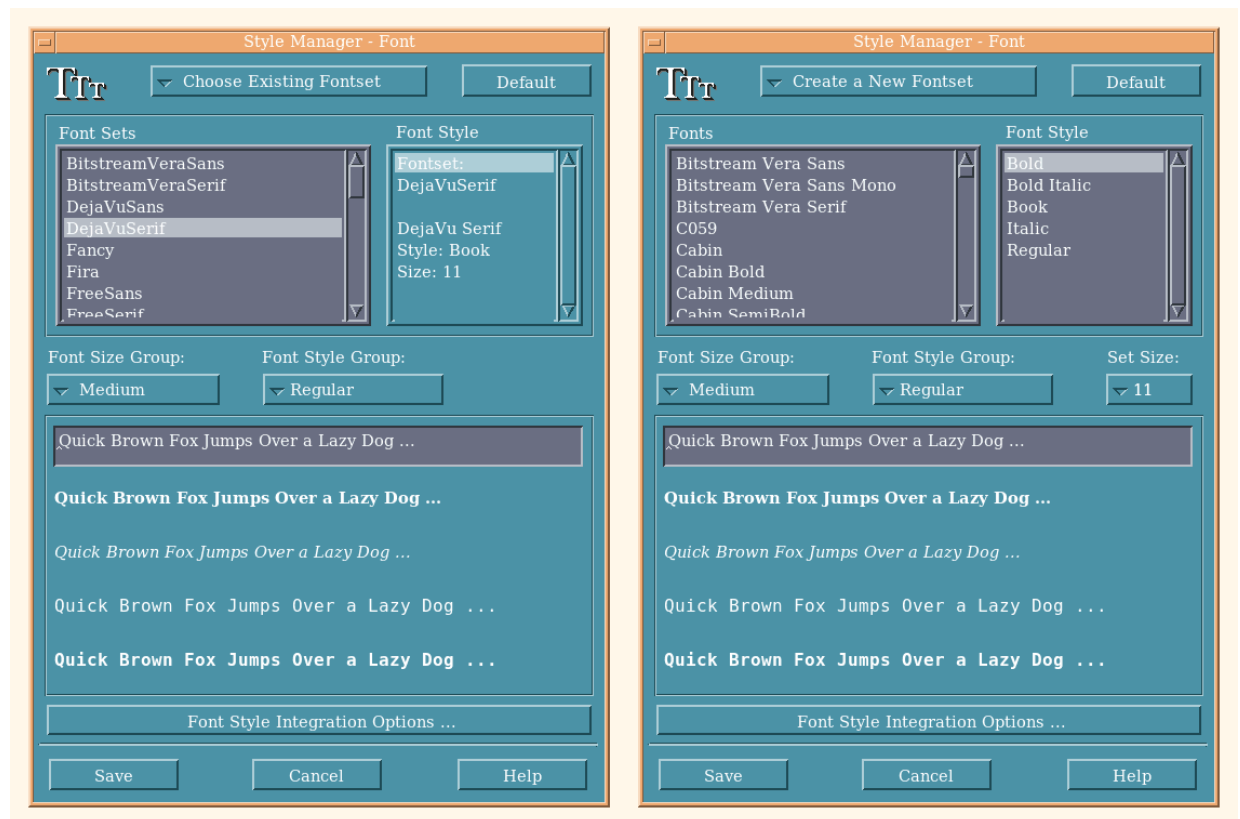 Style Manager - Font
TTT
Choose Existing Fontset
Default
Font Sets
Font Style
BitstreamVeraSans
BitstreamVeraSerif
DejaVuSans
DejaVuSerif
Fancy
Fira
FreeSans
FreeSerif
Fontset:
DejaVuSerif
DejaVu Serif
Style: Book
Size: 11
Font Size Group:
Font Style Group:
Medium
Regular
Quick Brown Fox Jumps Over a Lazy Dog ...
Quick Brown Fox Jumps Over a Lazy Dog ...
Quick Brown Fox Jumps Over a Lazy Dog ...
Quick Brown Fox Jumps Over a Lazy Dog ...
Quick Brown Fox Jumps Over a Lazy Dog ...
Font Style Integration Options ...
Save
Cancel
Help
Style Manager - Font
TTT
Create a New Fontset
Default
Fonts
Font Style
Bitstream Vera Sans
Bitstream Vera Sans Mono
Bitstream Vera Serif
C059
Cabin
Cabin Bold
Cabin Medium
Cabin SemiBold
Bold
Bold Italic
Book
Italic
Regular
Font Size Group:
Font Style Group:
Set Size:
Medium
Regular
11
Quick Brown Fox Jumps Over a Lazy Dog ...
Quick Brown Fox Jumps Over a Lazy Dog ...
Quick Brown Fox Jumps Over a Lazy Dog ...
Quick Brown Fox Jumps Over a Lazy Dog ...
Quick Brown Fox Jumps Over a Lazy Dog ...
Font Style Integration Options ...
Save
Cancel
Help